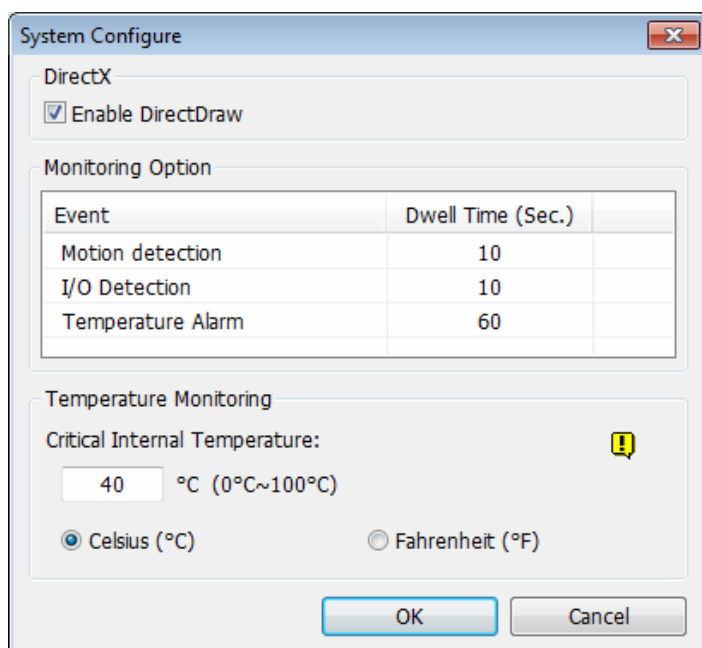 System Configure
DirectX
Enable DirectDraw
Monitoring Option
Event Dwell Time (Sec.)
Motion detection 10
I/O Detection 10
Temperature Alarm 60
Temperature Monitoring
Critical Internal Temperature:
40 °C (0°C~100°C)
Celsius (°C) Fahrenheit (°F)
OK Cancel